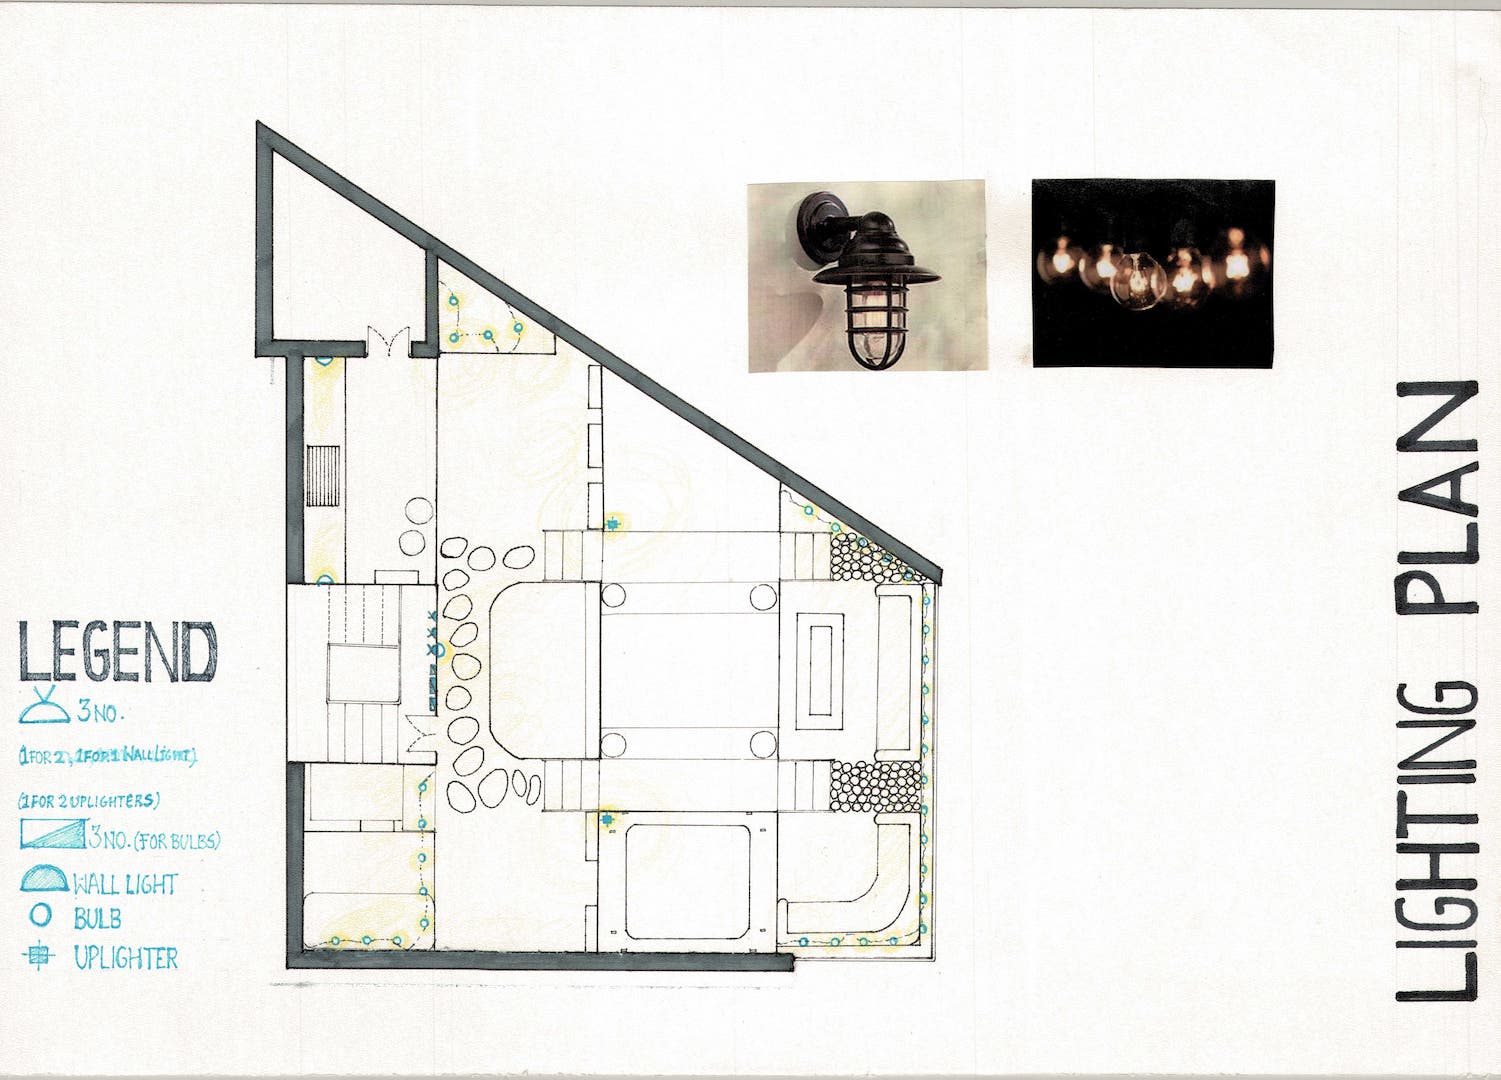 LIGHTING PLAN
LEGEND
3 NO.
(1 FOR 2, 1 FOR 1 WALL LIGHT)
(1 FOR 2 UPLIGHTERS)
3 NO. (FOR BULBS)
WALL LIGHT
BULB
UPLIGHTER